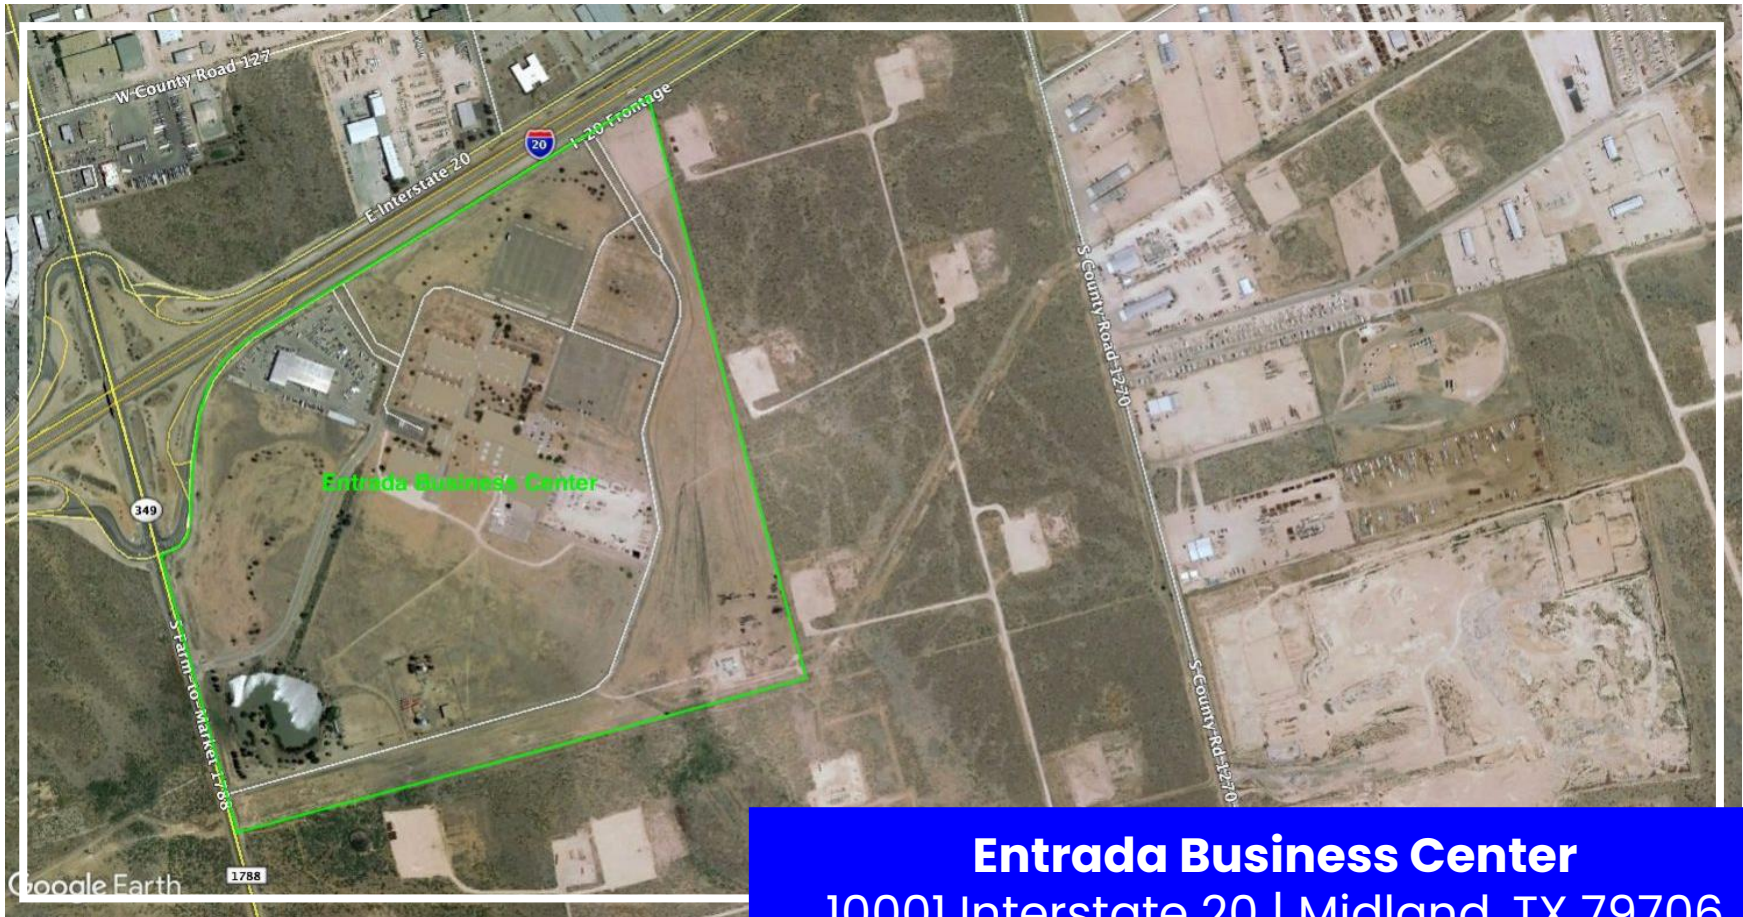 W County Road 127
I-20 Frontage
20
E Interstate 20
S County Road 1270
Entrada Business Center
349
S Farm-to-Market 1788
S County Rd 1270
1788
Google Earth
Entrada Business Center
10001 Interstate 20 | Midland, TX 79706